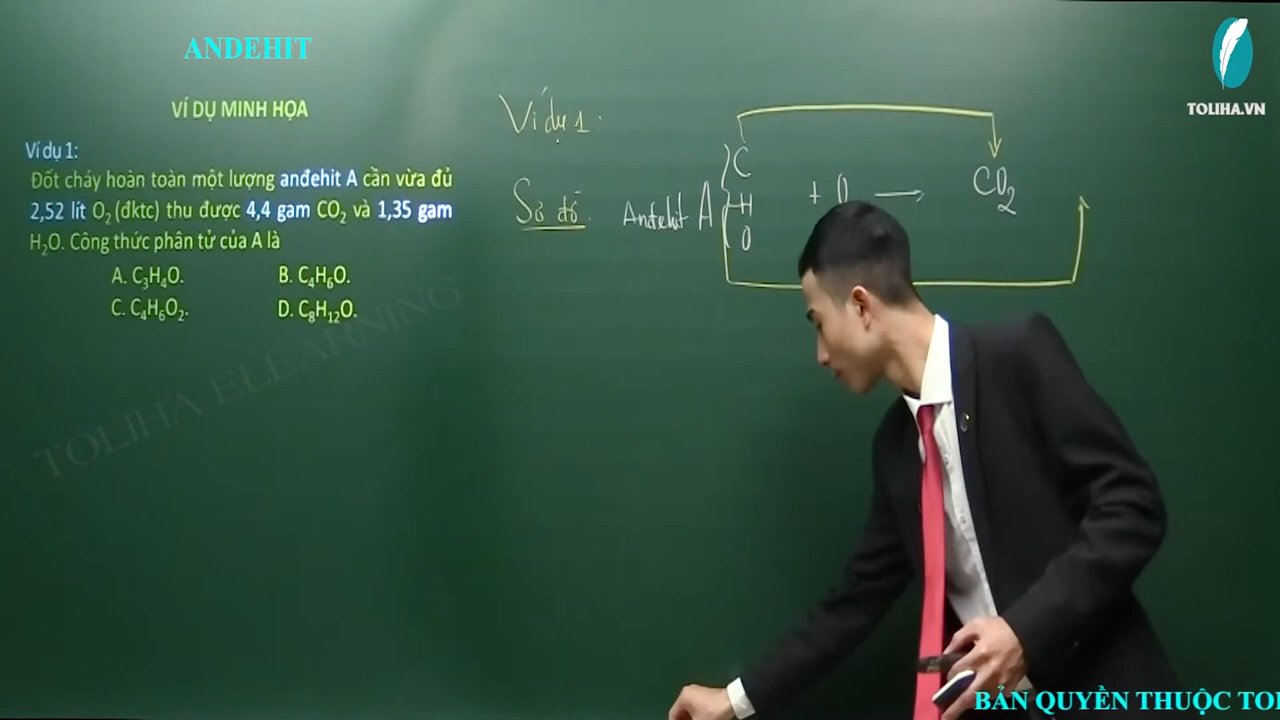 ANDEHIT
TOLIHA.VN
VÍ DỤ MINH HỌA
Ví dụ 1:
Đốt cháy hoàn toàn một lượng anđehit A cần vừa đủ
2,52 lít O₂ (đktc) thu được 4,4 gam CO₂ và 1,35 gam
H₂O. Công thức phân tử của A là
A. C₃H₄O. B. C₄H₆O.
C. C₄H₆O₂. D. C₈H₁₂O.
TOLIHA ELEARNING
Ví dụ 1:
Sơ đồ: Anđehit A
C
H
O
+ O → CO₂
BẢN QUYỀN THUỘC TOL